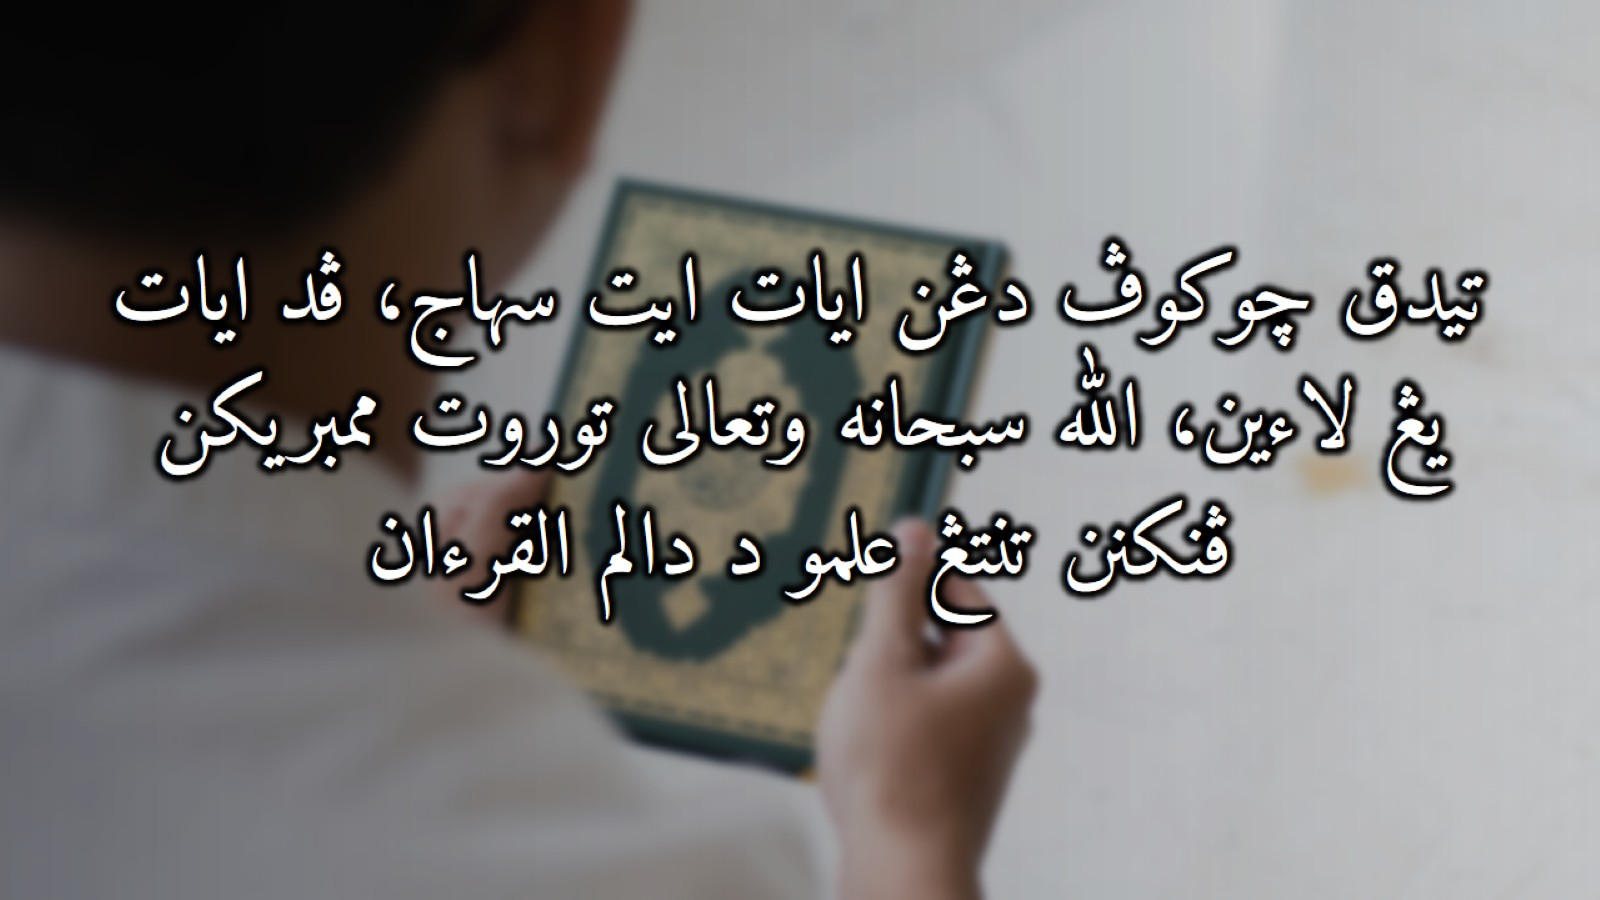 تيدق چوكوڤ دڠن ايات ايت سهاج، ڤد ايات
يڠ لاءين، الله سبحانه وتعالى توروت ممبريكن
ڤنكنن تنتڠ علمو د دالم القرءان